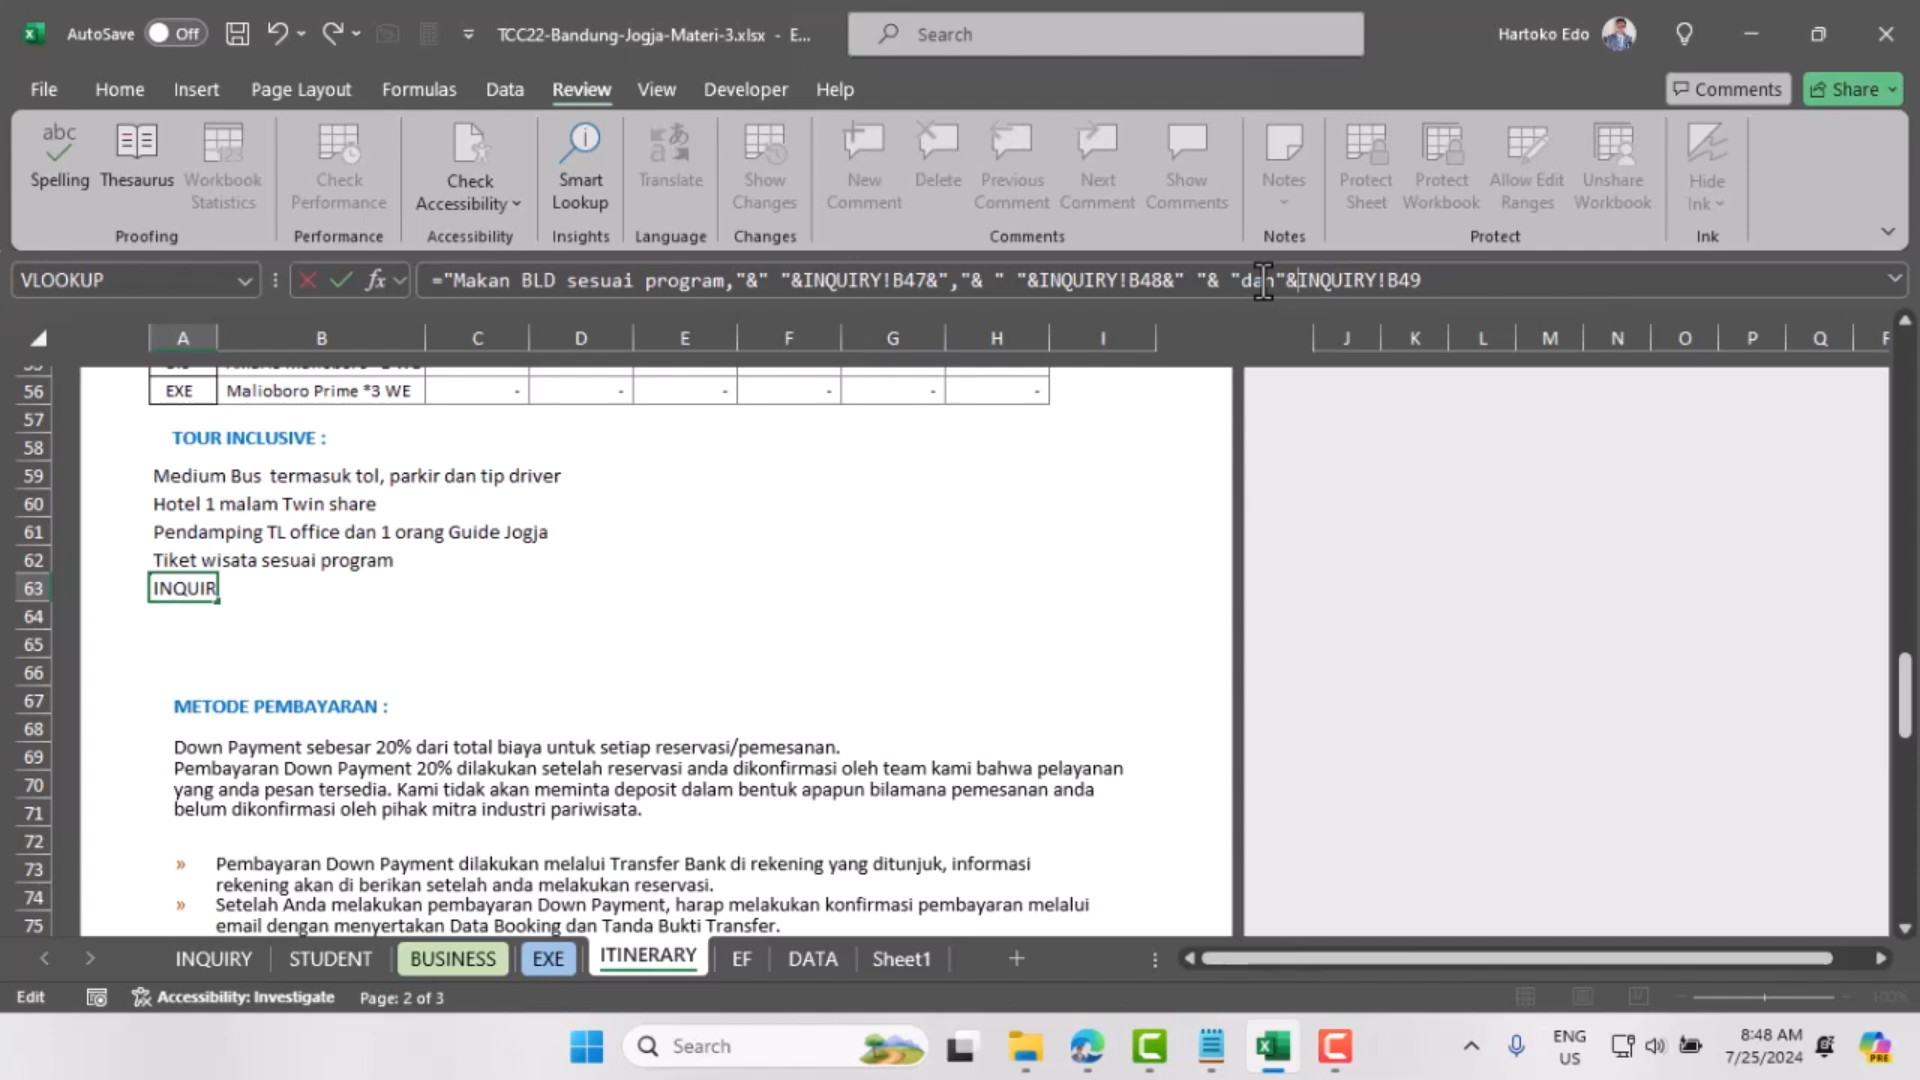 AutoSave Off TCC22-Bandung-Jogja-Materi-3.xlsx - E... Search Hartoko Edo
File Home Insert Page Layout Formulas Data Review View Developer Help Comments Share
abc
Spelling Thesaurus Workbook Statistics Check Performance Check Accessibility Smart Lookup Translate Show Changes New Comment Delete Previous Comment Next Comment Show Comments Notes Protect Sheet Protect Workbook Allow Edit Ranges Unshare Workbook Hide Ink
Proofing Performance Accessibility Insights Language Changes Comments Notes Protect Ink
VLOOKUP fx ="Makan BLD sesuai program,"&" "&INQUIRY!B47&","& " "&INQUIRY!B48&" "& "dan"&INQUIRY!B49
A B C D E F G H I J K L M N O P Q
56 EXE Malioboro Prime *3 WE - - - - - -
57
58 TOUR INCLUSIVE :
59 Medium Bus  termasuk tol, parkir dan tip driver
60 Hotel 1 malam Twin share
61 Pendamping TL office dan 1 orang Guide Jogja
62 Tiket wisata sesuai program
63 INQUIR
64
65
66
67 METODE PEMBAYARAN :
68
69 Down Payment sebesar 20% dari total biaya untuk setiap reservasi/pemesanan.
Pembayaran Down Payment 20% dilakukan setelah reservasi anda dikonfirmasi oleh team kami bahwa pelayanan
70 yang anda pesan tersedia. Kami tidak akan meminta deposit dalam bentuk apapun bilamana pemesanan anda
71 belum dikonfirmasi oleh pihak mitra industri pariwisata.
72
73 » Pembayaran Down Payment dilakukan melalui Transfer Bank di rekening yang ditunjuk, informasi
rekening akan di berikan setelah anda melakukan reservasi.
74 » Setelah Anda melakukan pembayaran Down Payment, harap melakukan konfirmasi pembayaran melalui
75 email dengan menyertakan Data Booking dan Tanda Bukti Transfer.
INQUIRY STUDENT BUSINESS EXE ITINERARY EF DATA Sheet1
Edit Accessibility: Investigate Page: 2 of 3 100%
Search ENG US 8:48 AM 7/25/2024 PRE